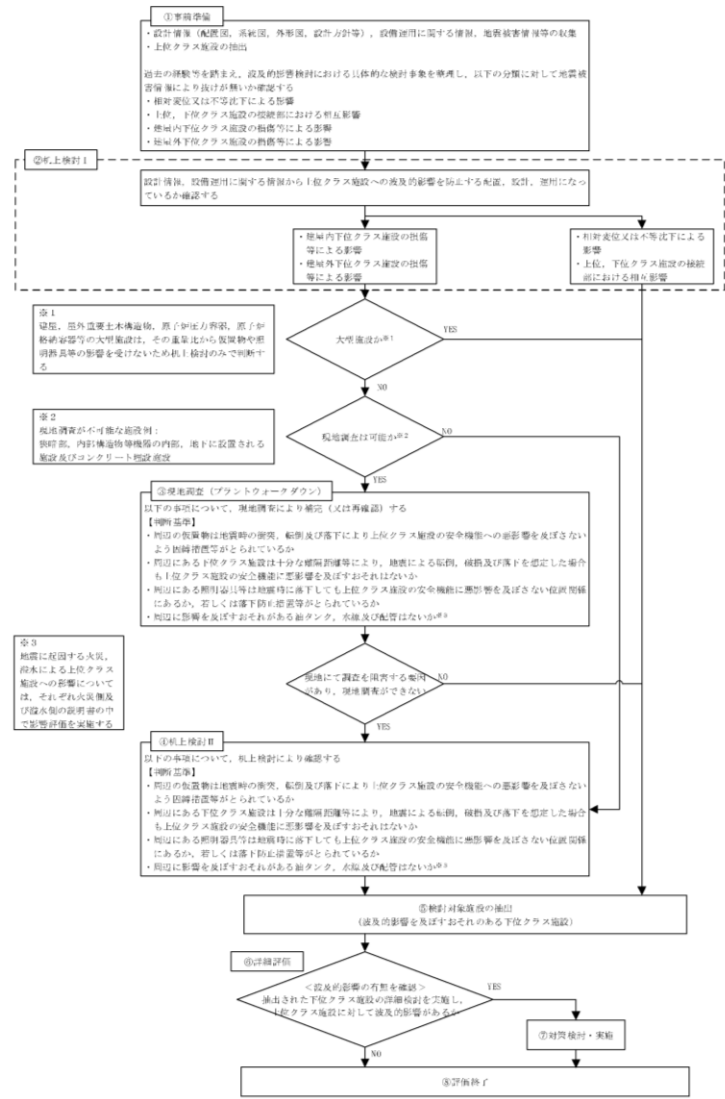 ①事前準備
・設計情報（配置図，系統図，外形図，設計方針等），設備運用に関する情報，地震被害情報等の収集
・上位クラス施設の抽出
過去の経験等を踏まえ，波及的影響検討における具体的な検討事象を整理し，以下の分類に対して地震被
害情報により抜けが無いか確認する
・相対変位又は不等沈下による影響
・上位，下位クラス施設の接続部における相互影響
・建屋内下位クラス施設の損傷等による影響
・建屋外下位クラス施設の損傷等による影響
②机上検討Ⅰ
設計情報，設備運用に関する情報から上位クラス施設への波及的影響を防止する配置，設計，運用になっ
ているか確認する
・建屋内下位クラス施設の損傷
等による影響
・建屋外下位クラス施設の損傷
等による影響
・相対変位又は不等沈下による
影響
・上位，下位クラス施設の接続
部における相互影響
※１
建屋，屋外重要土木構造物，原子炉圧力容器，原子炉
格納容器等の大型施設は，その重量比から仮置物や照
明器具等の影響を受けないため机上検討のみで判断す
る
大型施設か※１
YES
NO
※２
現地調査が不可能な施設例：
狭暗部，内部構造物等機器の内部，地下に設置される
施設及びコンクリート埋設施設
現地調査は可能か※２
NO
YES
③現地調査（プラントウォークダウン）
以下の事項について，現地調査により補完（又は再確認）する
【判断基準】
・周辺の仮置物は地震時の衝突，転倒及び落下により上位クラス施設の安全機能への悪影響を及ぼさない
よう固縛措置等がとられているか
・周辺にある下位クラス施設は十分な離隔距離等により，地震による転倒，破損及び落下を想定した場合
も上位クラス施設の安全機能に悪影響を及ぼすおそれはないか
・周辺にある照明器具等は地震時に落下しても上位クラス施設の安全機能に悪影響を及ぼさない位置関係
にあるか，若しくは落下防止措置等がとられているか
・周辺に影響を及ぼすおそれがある油タンク，水源及び配管はないか※３
※３
地震に起因する火災，
溢水による上位クラス
施設への影響について
は，それぞれ火災側及
び溢水側の説明書の中
で影響評価を実施する
現地にて調査を阻害する要因
があり，現地調査ができない
NO
YES
④机上検討Ⅱ
以下の事項について，机上検討により確認する
【判断基準】
・周辺の仮置物は地震時の衝突，転倒及び落下により上位クラス施設の安全機能への悪影響を及ぼさない
よう固縛措置等がとられているか
・周辺にある下位クラス施設は十分な離隔距離等により，地震による転倒，破損及び落下を想定した場合
も上位クラス施設の安全機能に悪影響を及ぼすおそれはないか
・周辺にある照明器具等は地震時に落下しても上位クラス施設の安全機能に悪影響を及ぼさない位置関係
にあるか，若しくは落下防止措置等がとられているか
・周辺に影響を及ぼすおそれがある油タンク，水源及び配管はないか※３
⑤検討対象施設の抽出
（波及的影響を及ぼすおそれのある下位クラス施設）
⑥詳細評価
＜波及的影響の有無を確認＞
抽出された下位クラス施設の詳細検討を実施し，
上位クラス施設に対して波及的影響があるか
YES
⑦対策検討・実施
NO
⑧評価終了